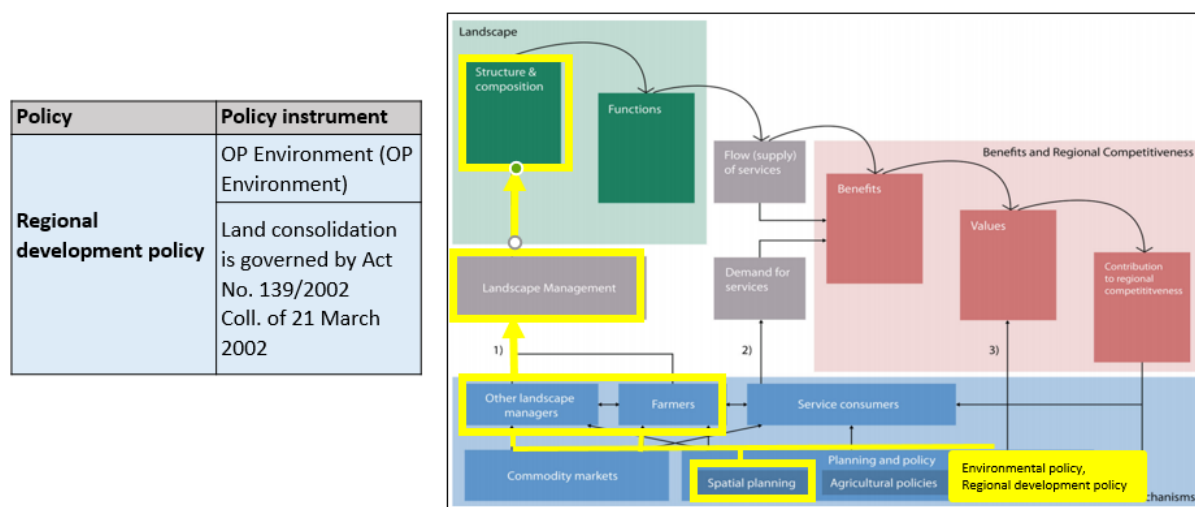 Policy
Policy instrument
Regional
development policy
OP Environment (OP
Environment)
Land consolidation
is governed by Act
No. 139/2002
Coll. of 21 March
2002
Landscape
Structure &
composition
Functions
Flow (supply)
of services
Benefits and Regional Competitiveness
Benefits
Values
Contribution
to regional
compettitveness
Landscape Management
Demand for
services
1)
2)
3)
Other landscape
managers
Farmers
Service consumers
Commodity markets
Planning and policy
Spatial planning
Agricultural policies
Environmental policy,
Regional development policy